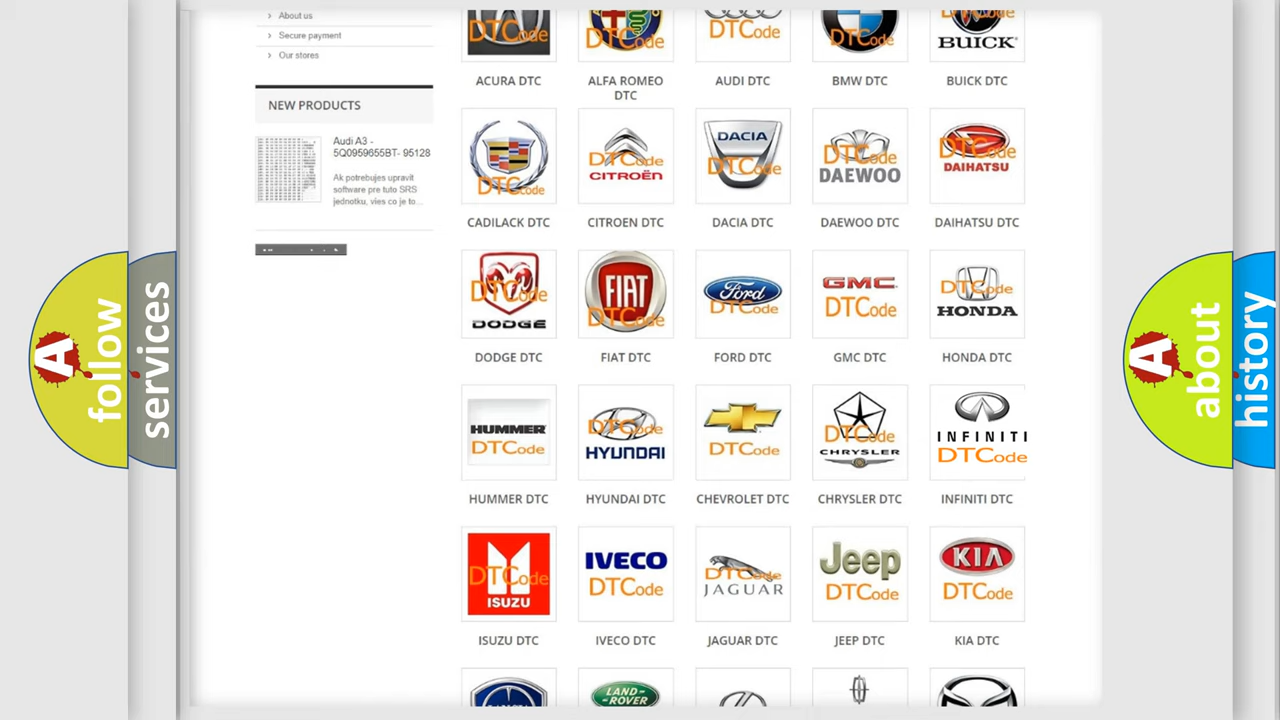 About us
Secure payment
Our stores
NEW PRODUCTS
Audi A3 -
5Q0959655BT- 95128
Ak potrebujes upravit
software pre tuto SRS
jednotku, vies co je to...
DTCode
DTCode
DTCode
DTCode
BUICK
ACURA DTC
ALFA ROMEO
DTC
AUDI DTC
BMW DTC
BUICK DTC
DTCode
DTCode
CITROËN
DACIA
DTCode
DTCode
DAEWOO
DTCode
DAIHATSU
CADILACK DTC
CITROEN DTC
DACIA DTC
DAEWOO DTC
DAIHATSU DTC
DTCode
DODGE
FIAT
DTCode
Ford
DTCode
GMC
DTCode
DTCode
HONDA
DODGE DTC
FIAT DTC
FORD DTC
GMC DTC
HONDA DTC
HUMMER
DTCode
DTCode
HYUNDAI
DTCode
DTCode
CHRYSLER
INFINITI
DTCode
HUMMER DTC
HYUNDAI DTC
CHEVROLET DTC
CHRYSLER DTC
INFINITI DTC
DTCode
ISUZU
IVECO
DTCode
DTCode
JAGUAR
Jeep
DTCode
KIA
DTCode
ISUZU DTC
IVECO DTC
JAGUAR DTC
JEEP DTC
KIA DTC
LAND-
ROVER
A follow
services
A about
history